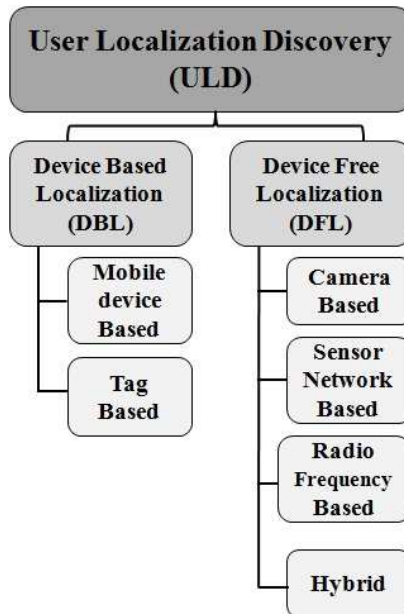 User Localization Discovery
(ULD)
Device Based
Localization
(DBL)
Mobile
device
Based
Tag
Based
Device Free
Localization
(DFL)
Camera
Based
Sensor
Network
Based
Radio
Frequency
Based
Hybrid